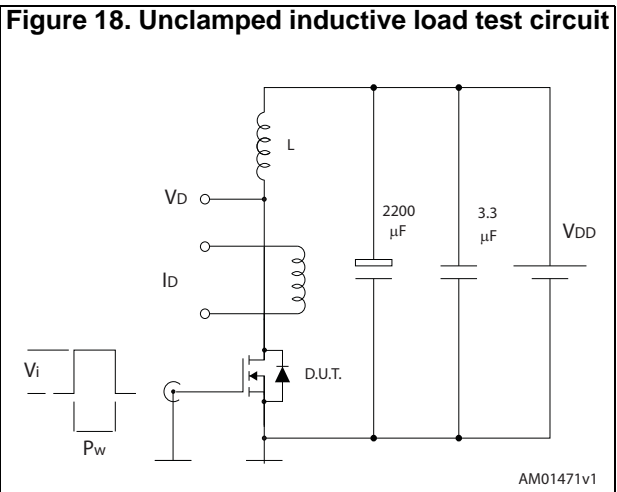 Figure 18. Unclamped inductive load test circuit
L
VD
2200
μF
3.3
μF
VDD
ID
Vi
D.U.T.
Pw
AM01471v1